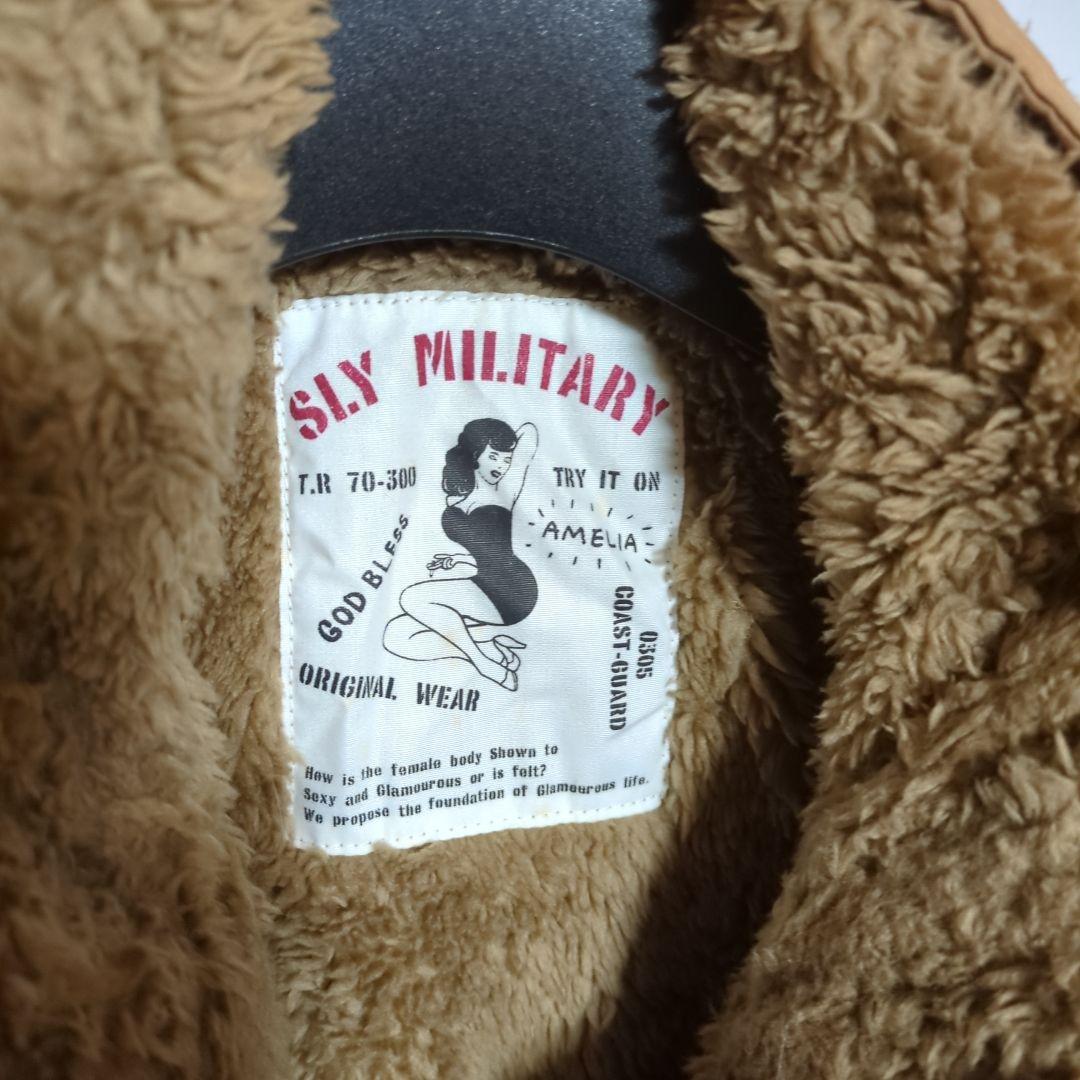 SLY MILITARY
T.R 70-300
TRY IT ON
GOD BLESS
AMELIA
0305
COAST-GUARD
ORIGINAL WEAR
How is the female body Shown to
Sexy and Glamourous or is felt?
We propose the foundation of Glamourous life.